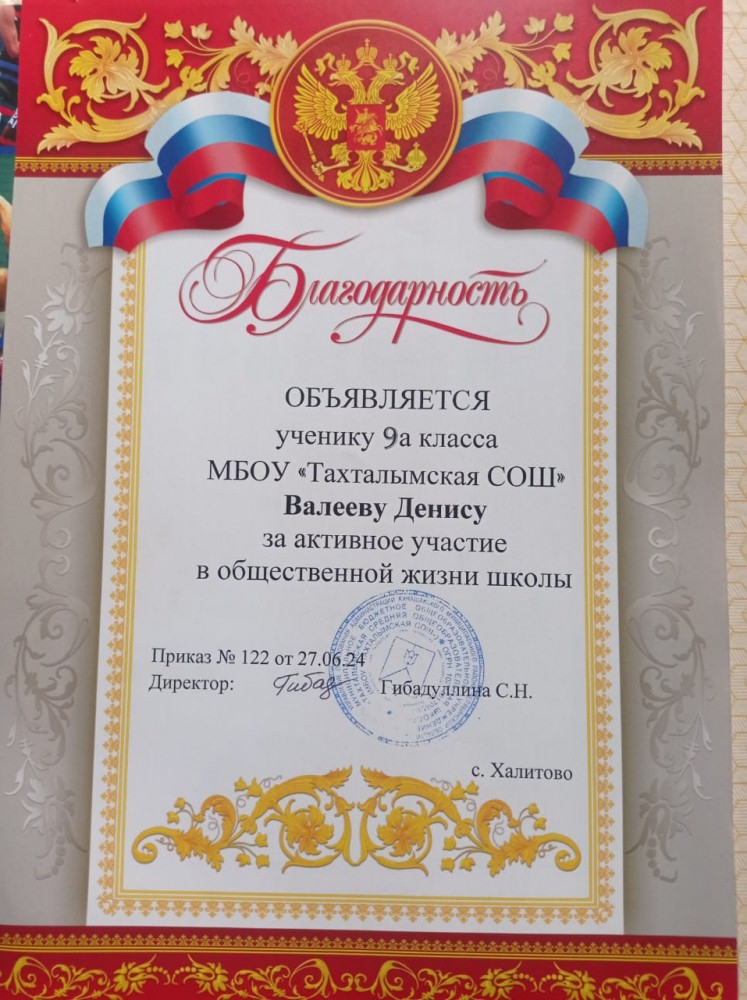 Благодарность
ОБЪЯВЛЯЕТСЯ
ученику 9а класса
МБОУ «Тахталымская СОШ»
Валееву Денису
за активное участие
в общественной жизни школы
Приказ № 122 от 27.06.24
Директор: Гибадуллина С.Н.
с. Халитово